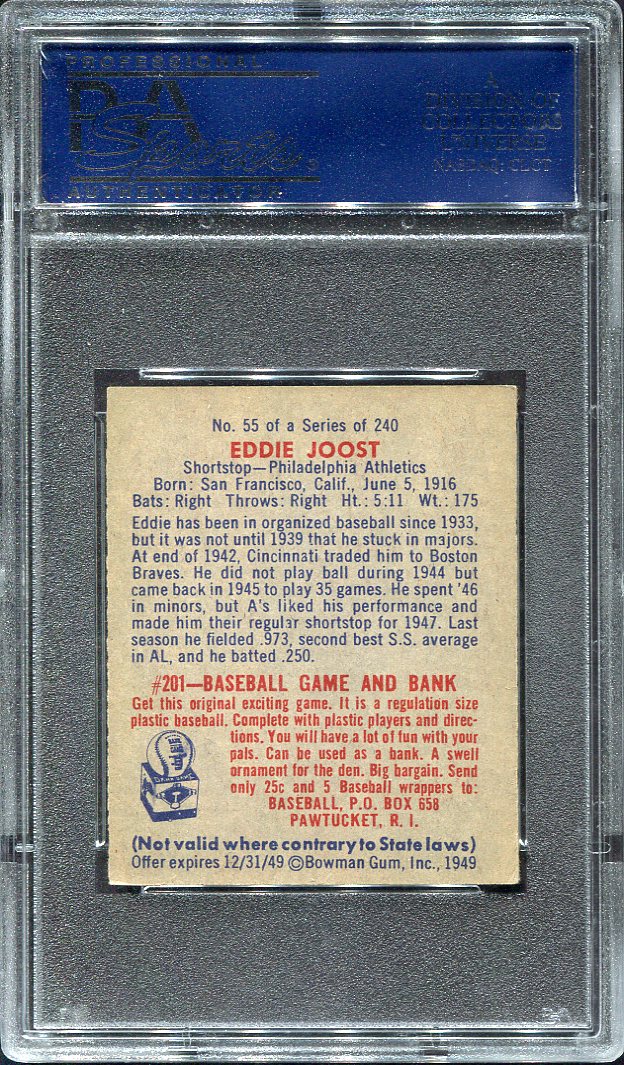 PROFESSIONAL
PSA
Sports
AUTHENTICATOR
A
DIVISION OF
COLLECTORS
UNIVERSE
NASDAQ: CLCT
No. 55 of a Series of 240
EDDIE JOOST
Shortstop—Philadelphia Athletics
Born: San Francisco, Calif., June 5, 1916
Bats: Right Throws: Right Ht.: 5:11 Wt.: 175
Eddie has been in organized baseball since 1933,
but it was not until 1939 that he stuck in majors.
At end of 1942, Cincinnati traded him to Boston
Braves. He did not play ball during 1944 but
came back in 1945 to play 35 games. He spent '46
in minors, but A's liked his performance and
made him their regular shortstop for 1947. Last
season he fielded .973, second best S.S. average
in AL, and he batted .250.
#201—BASEBALL GAME AND BANK
Get this original exciting game. It is a regulation size
plastic baseball. Complete with plastic players and direc-
tions. You will have a lot of fun with your
pals. Can be used as a bank. A swell
ornament for the den. Big bargain. Send
only 25c and 5 Baseball wrappers to:
BASEBALL, P.O. BOX 658
PAWTUCKET, R. I.
(Not valid where contrary to State laws)
Offer expires 12/31/49 ©Bowman Gum, Inc., 1949